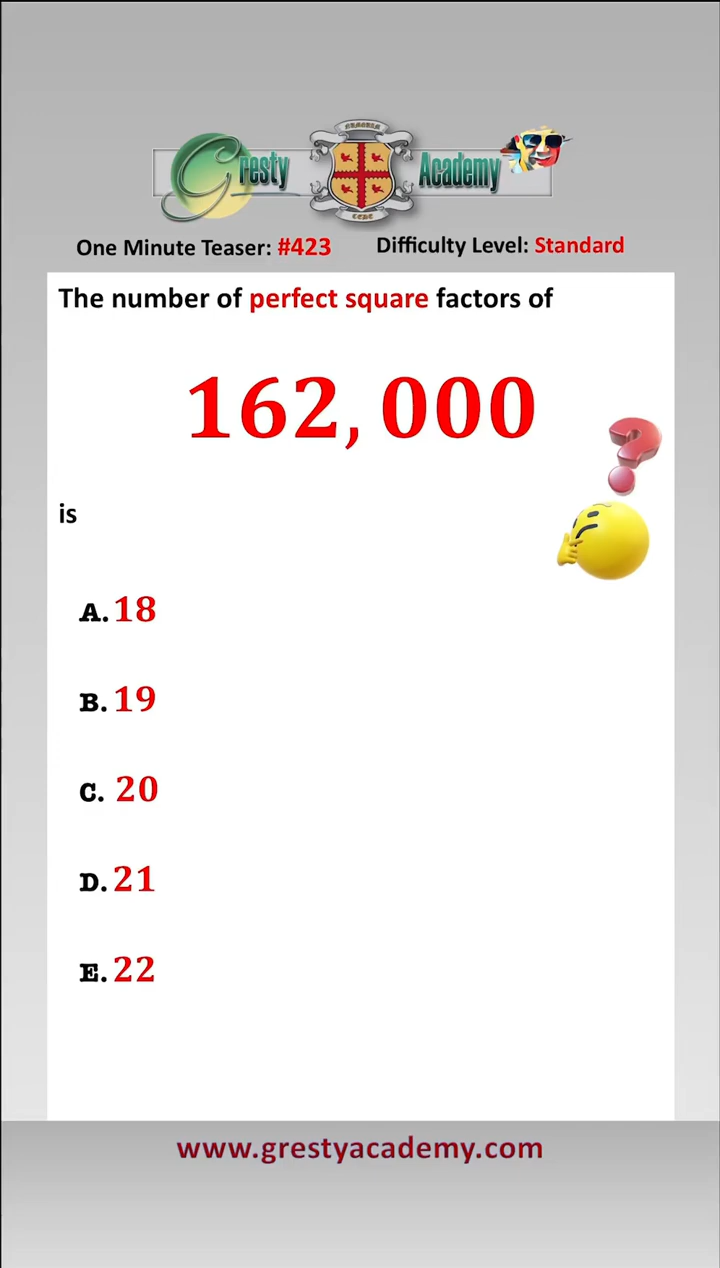 Gresty Academy
One Minute Teaser: #423 Difficulty Level: Standard
The number of perfect square factors of
162,000
?
is
A. 18
B. 19
C. 20
D. 21
E. 22
www.grestyacademy.com